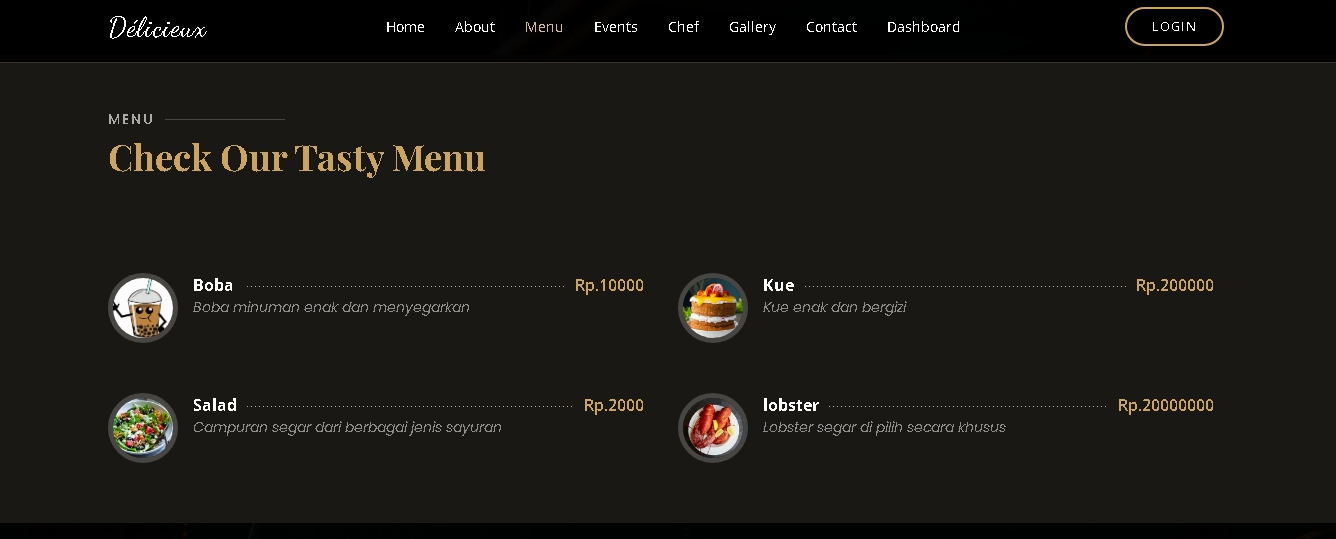 Délicieux
Home About Menu Events Chef Gallery Contact Dashboard
LOGIN
MENU
Check Our Tasty Menu
Boba Rp.10000
Boba minuman enak dan menyegarkan
Kue Rp.200000
Kue enak dan bergizi
Salad Rp.2000
Campuran segar dari berbagai jenis sayuran
lobster Rp.20000000
Lobster segar di pilih secara khusus